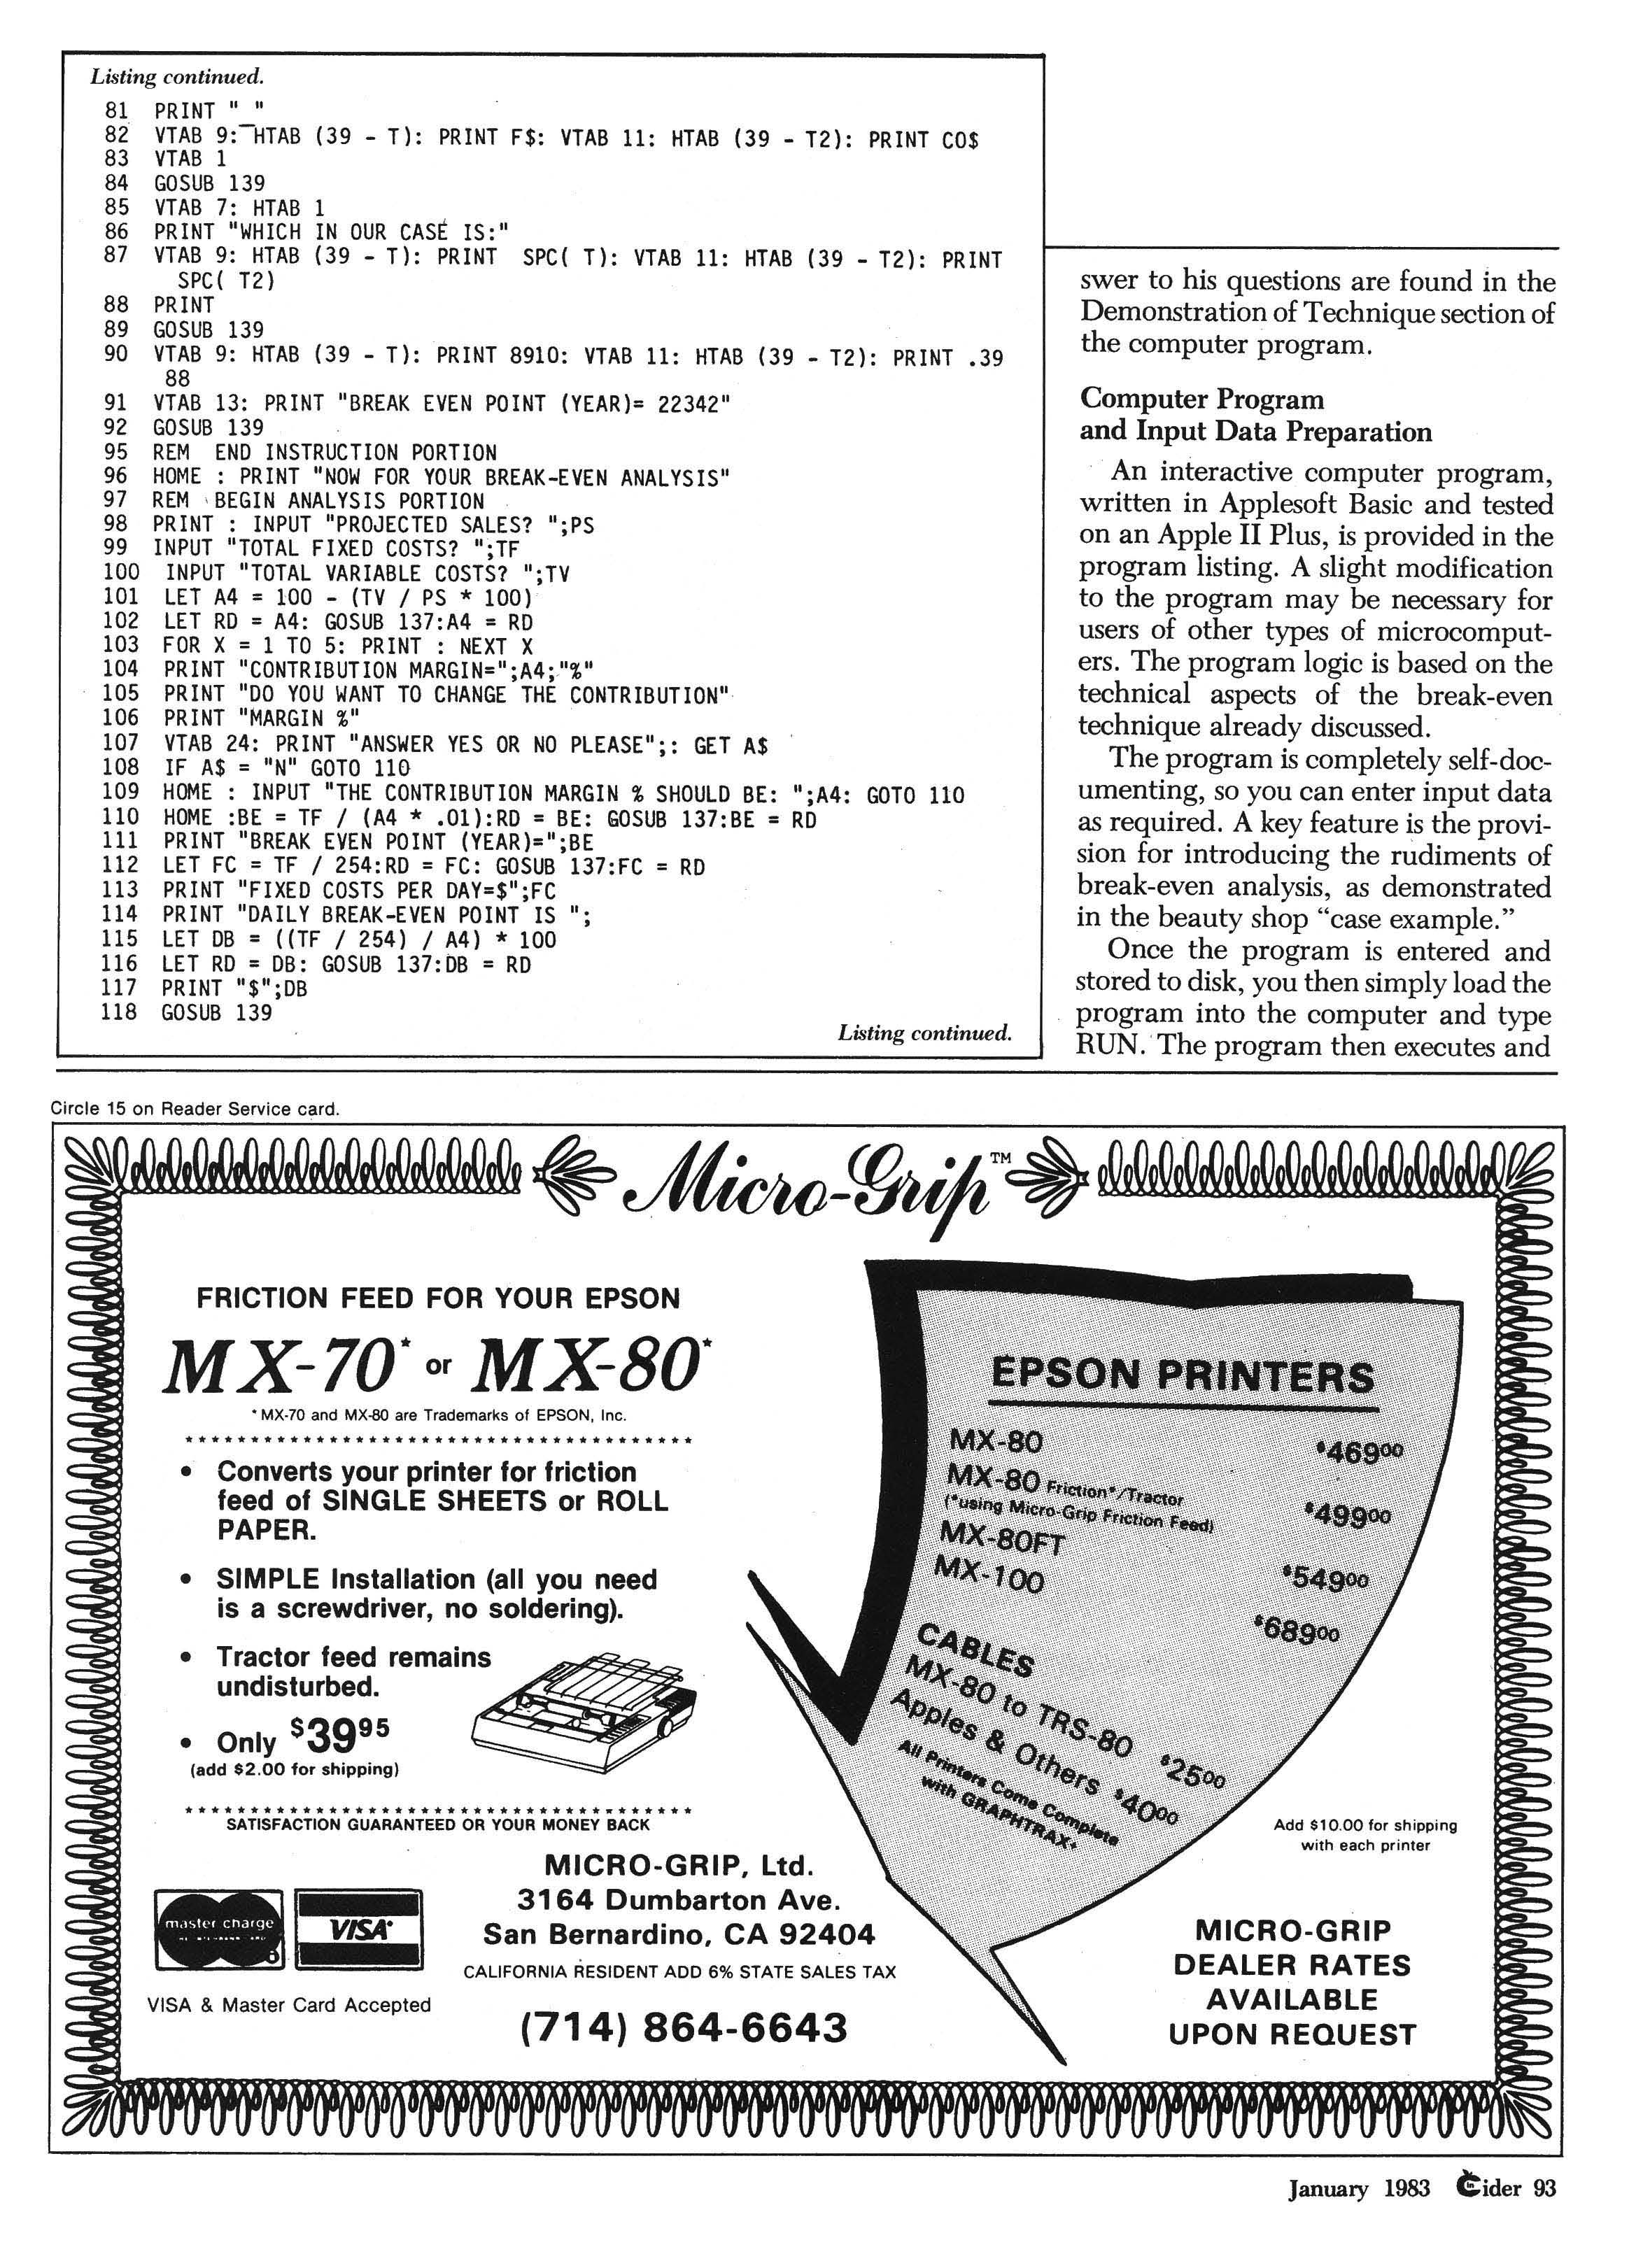 Listing continued.
81 PRINT " _"
82 VTAB 9: HTAB (39 - T): PRINT F$: VTAB 11: HTAB (39 - T2): PRINT CO$
83 VTAB 1
84 GOSUB 139
85 VTAB 7: HTAB 1
86 PRINT "WHICH IN OUR CASE IS:"
87 VTAB 9: HTAB (39 - T): PRINT SPC( T): VTAB 11: HTAB (39 - T2): PRINT
SPC( T2)
88 PRINT
89 GOSUB 139
90 VTAB 9: HTAB (39 - T): PRINT 8910: VTAB 11: HTAB (39 - T2): PRINT .39
88
91 VTAB 13: PRINT "BREAK EVEN POINT (YEAR)= 22342"
92 GOSUB 139
95 REM END INSTRUCTION PORTION
96 HOME : PRINT "NOW FOR YOUR BREAK-EVEN ANALYSIS"
97 REM BEGIN ANALYSIS PORTION
98 PRINT : INPUT "PROJECTED SALES? ";PS
99 INPUT "TOTAL FIXED COSTS? ";TF
100 INPUT "TOTAL VARIABLE COSTS? ";TV
101 LET A4 = 100 - (TV / PS * 100)
102 LET RD = A4: GOSUB 137:A4 = RD
103 FOR X = 1 TO 5: PRINT : NEXT X
104 PRINT "CONTRIBUTION MARGIN=";A4;"%"
105 PRINT "DO YOU WANT TO CHANGE THE CONTRIBUTION"
106 PRINT "MARGIN %"
107 VTAB 24: PRINT "ANSWER YES OR NO PLEASE";: GET A$
108 IF A$ = "N" GOTO 110
109 HOME : INPUT "THE CONTRIBUTION MARGIN % SHOULD BE: ";A4: GOTO 110
110 HOME :BE = TF / (A4 * .01):RD = BE: GOSUB 137:BE = RD
111 PRINT "BREAK EVEN POINT (YEAR)=";BE
112 LET FC = TF / 254:RD = FC: GOSUB 137:FC = RD
113 PRINT "FIXED COSTS PER DAY=$";FC
114 PRINT "DAILY BREAK-EVEN POINT IS ";
115 LET DB = ((TF / 254) / A4) * 100
116 LET RD = DB: GOSUB 137:DB = RD
117 PRINT "$";DB
118 GOSUB 139
Listing continued.
swer to his questions are found in the
Demonstration of Technique section of
the computer program.
Computer Program
and Input Data Preparation
An interactive computer program,
written in Applesoft Basic and tested
on an Apple II Plus, is provided in the
program listing. A slight modification
to the program may be necessary for
users of other types of microcomput-
ers. The program logic is based on the
technical aspects of the break-even
technique already discussed.
The program is completely self-doc-
umenting, so you can enter input data
as required. A key feature is the provi-
sion for introducing the rudiments of
break-even analysis, as demonstrated
in the beauty shop “case example.”
Once the program is entered and
stored to disk, you then simply load the
program into the computer and type
RUN. The program then executes and
Circle 15 on Reader Service card.
Micro-Grip™
FRICTION FEED FOR YOUR EPSON
MX-70* or MX-80*
*MX-70 and MX-80 are Trademarks of EPSON, Inc.
• Converts your printer for friction
feed of SINGLE SHEETS or ROLL
PAPER.
• SIMPLE Installation (all you need
is a screwdriver, no soldering).
• Tractor feed remains
undisturbed.
• Only $39 95
(add $2.00 for shipping)
SATISFACTION GUARANTEED OR YOUR MONEY BACK
EPSON PRINTERS
MX-80 $469 00
MX-80 Friction*/Tractor
(*using Micro-Grip Friction Feed) $499 00
MX-80FT $549 00
MX-100 $689 00
CABLES
MX-80 to TRS-80 $25 00
Apples & Others $40 00
All Printers Come Complete
with GRAPHTRAX+
Add $10.00 for shipping
with each printer
master charge
VISA
VISA & Master Card Accepted
MICRO-GRIP, Ltd.
3164 Dumbarton Ave.
San Bernardino, CA 92404
CALIFORNIA RESIDENT ADD 6% STATE SALES TAX
(714) 864-6643
MICRO-GRIP
DEALER RATES
AVAILABLE
UPON REQUEST
January 1983 inCider 93